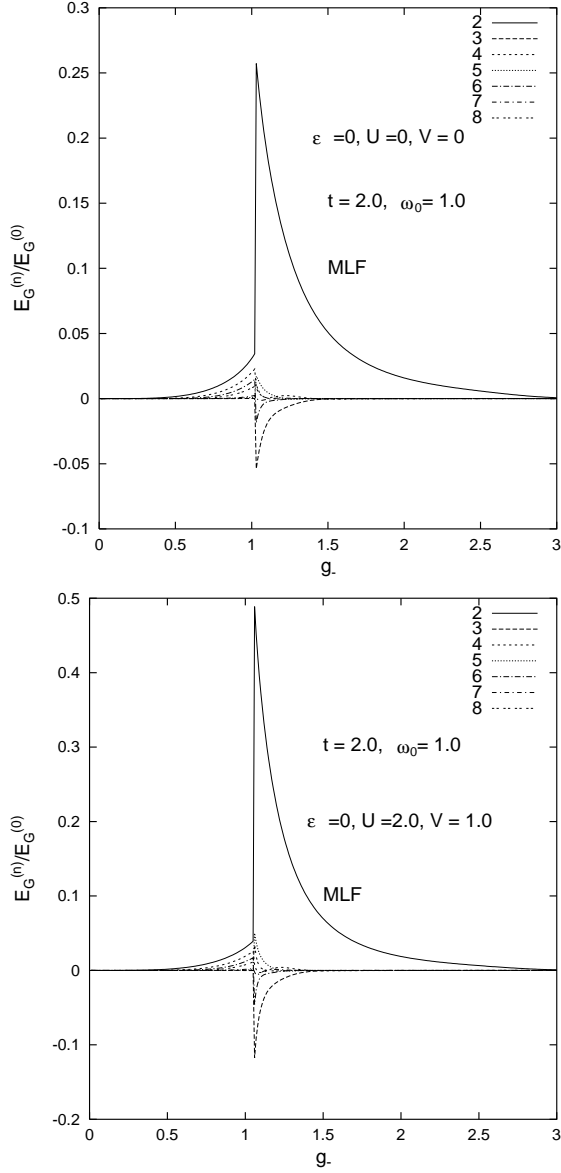 0.3
0.25
0.2
0.15
0.1
0.05
0
-0.05
-0.1
E_G^(n)/E_G^(0)
2
3
4
5
6
7
8
ε =0, U =0, V = 0
t = 2.0, ω₀= 1.0
MLF
0 0.5 1 1.5 2 2.5 3
g-
0.5
0.4
0.3
0.2
0.1
0
-0.1
-0.2
E_G^(n)/E_G^(0)
2
3
4
5
6
7
8
t = 2.0, ω₀= 1.0
ε =0, U =2.0, V = 1.0
MLF
0 0.5 1 1.5 2 2.5 3
g-